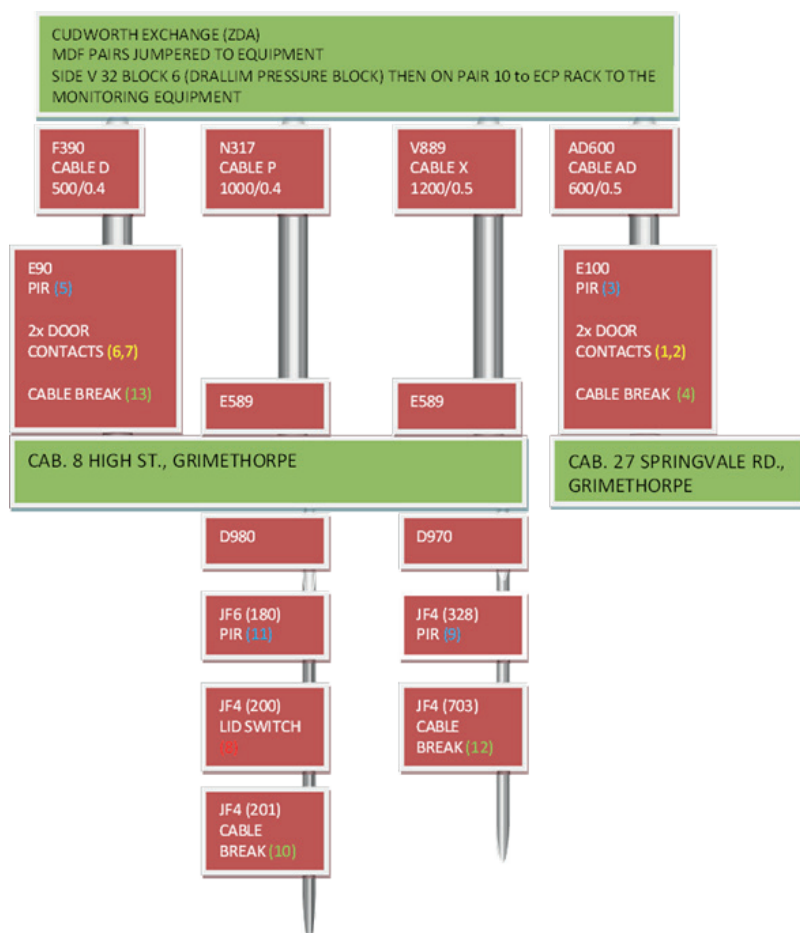 CUDWORTH EXCHANGE (ZDA)
MDF PAIRS JUMPERED TO EQUIPMENT
SIDE V 32 BLOCK 6 (DRALLIM PRESSURE BLOCK) THEN ON PAIR 10 to ECP RACK TO THE
MONITORING EQUIPMENT
F390
CABLE D
500/0.4
N317
CABLE P
1000/0.4
V889
CABLE X
1200/0.5
AD600
CABLE AD
600/0.5
E90
PIR (5)
2x DOOR
CONTACTS (6,7)
CABLE BREAK (13)
E589
E589
E100
PIR (3)
2x DOOR
CONTACTS (1,2)
CABLE BREAK (4)
CAB. 8 HIGH ST., GRIMETHORPE
CAB. 27 SPRINGVALE RD.,
GRIMETHORPE
D980
JF6 (180)
PIR (11)
JF4 (200)
LID SWITCH
(8)
JF4 (201)
CABLE
BREAK (10)
D970
JF4 (328)
PIR (9)
JF4 (703)
CABLE
BREAK (12)